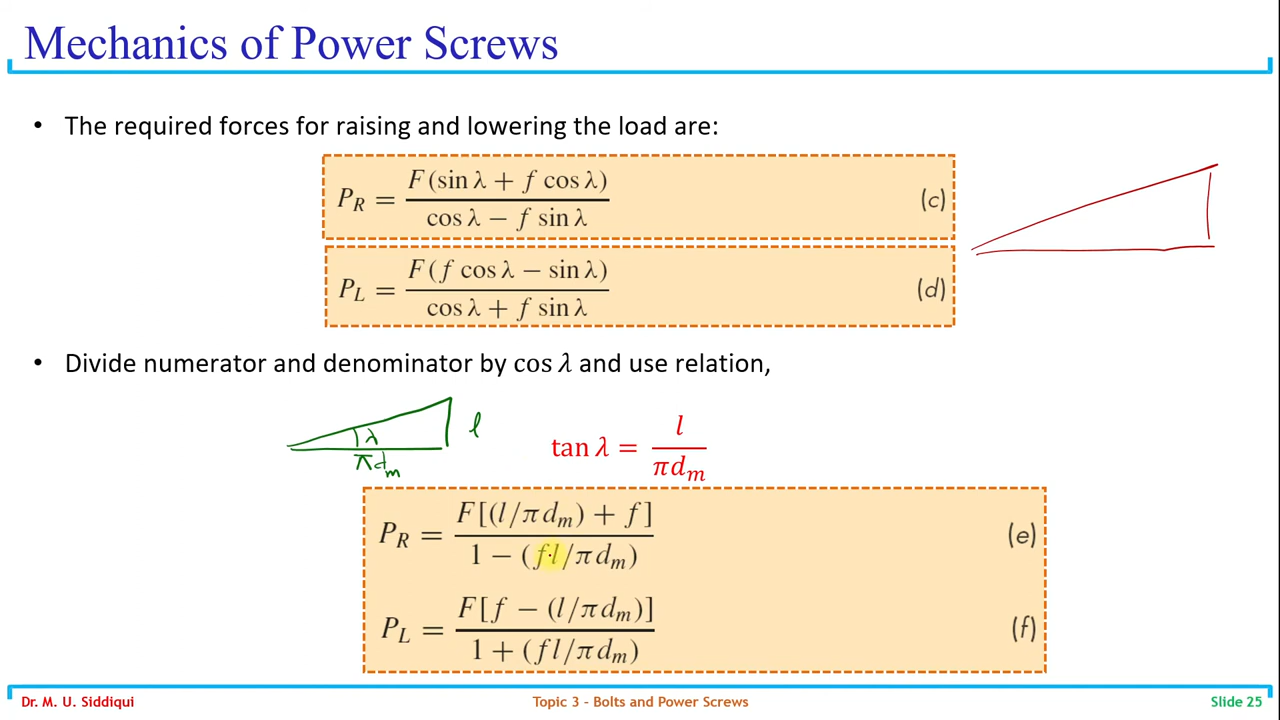 Mechanics of Power Screws
• The required forces for raising and lowering the load are:
P_R = F(sin λ + f cos λ) / (cos λ − f sin λ) (c)
P_L = F(f cos λ − sin λ) / (cos λ + f sin λ) (d)
• Divide numerator and denominator by cos λ and use relation,
λ
l
πd_m
tan λ = l / πd_m
P_R = F[(l/πd_m) + f] / 1 − (fl/πd_m) (e)
P_L = F[f − (l/πd_m)] / 1 + (fl/πd_m) (f)
Dr. M. U. Siddiqui
Topic 3 - Bolts and Power Screws
Slide 25